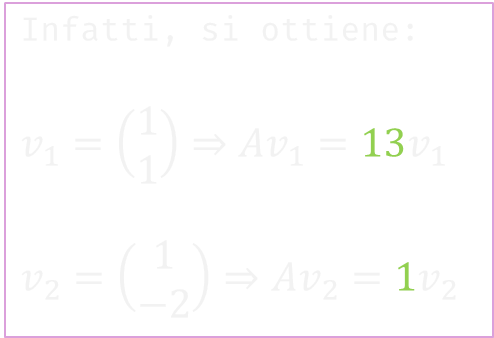 Infatti, si ottiene:
v₁ = (1 1) ⇒ Av₁ = 13v₁
v₂ = (1 −2) ⇒ Av₂ = 1v₂